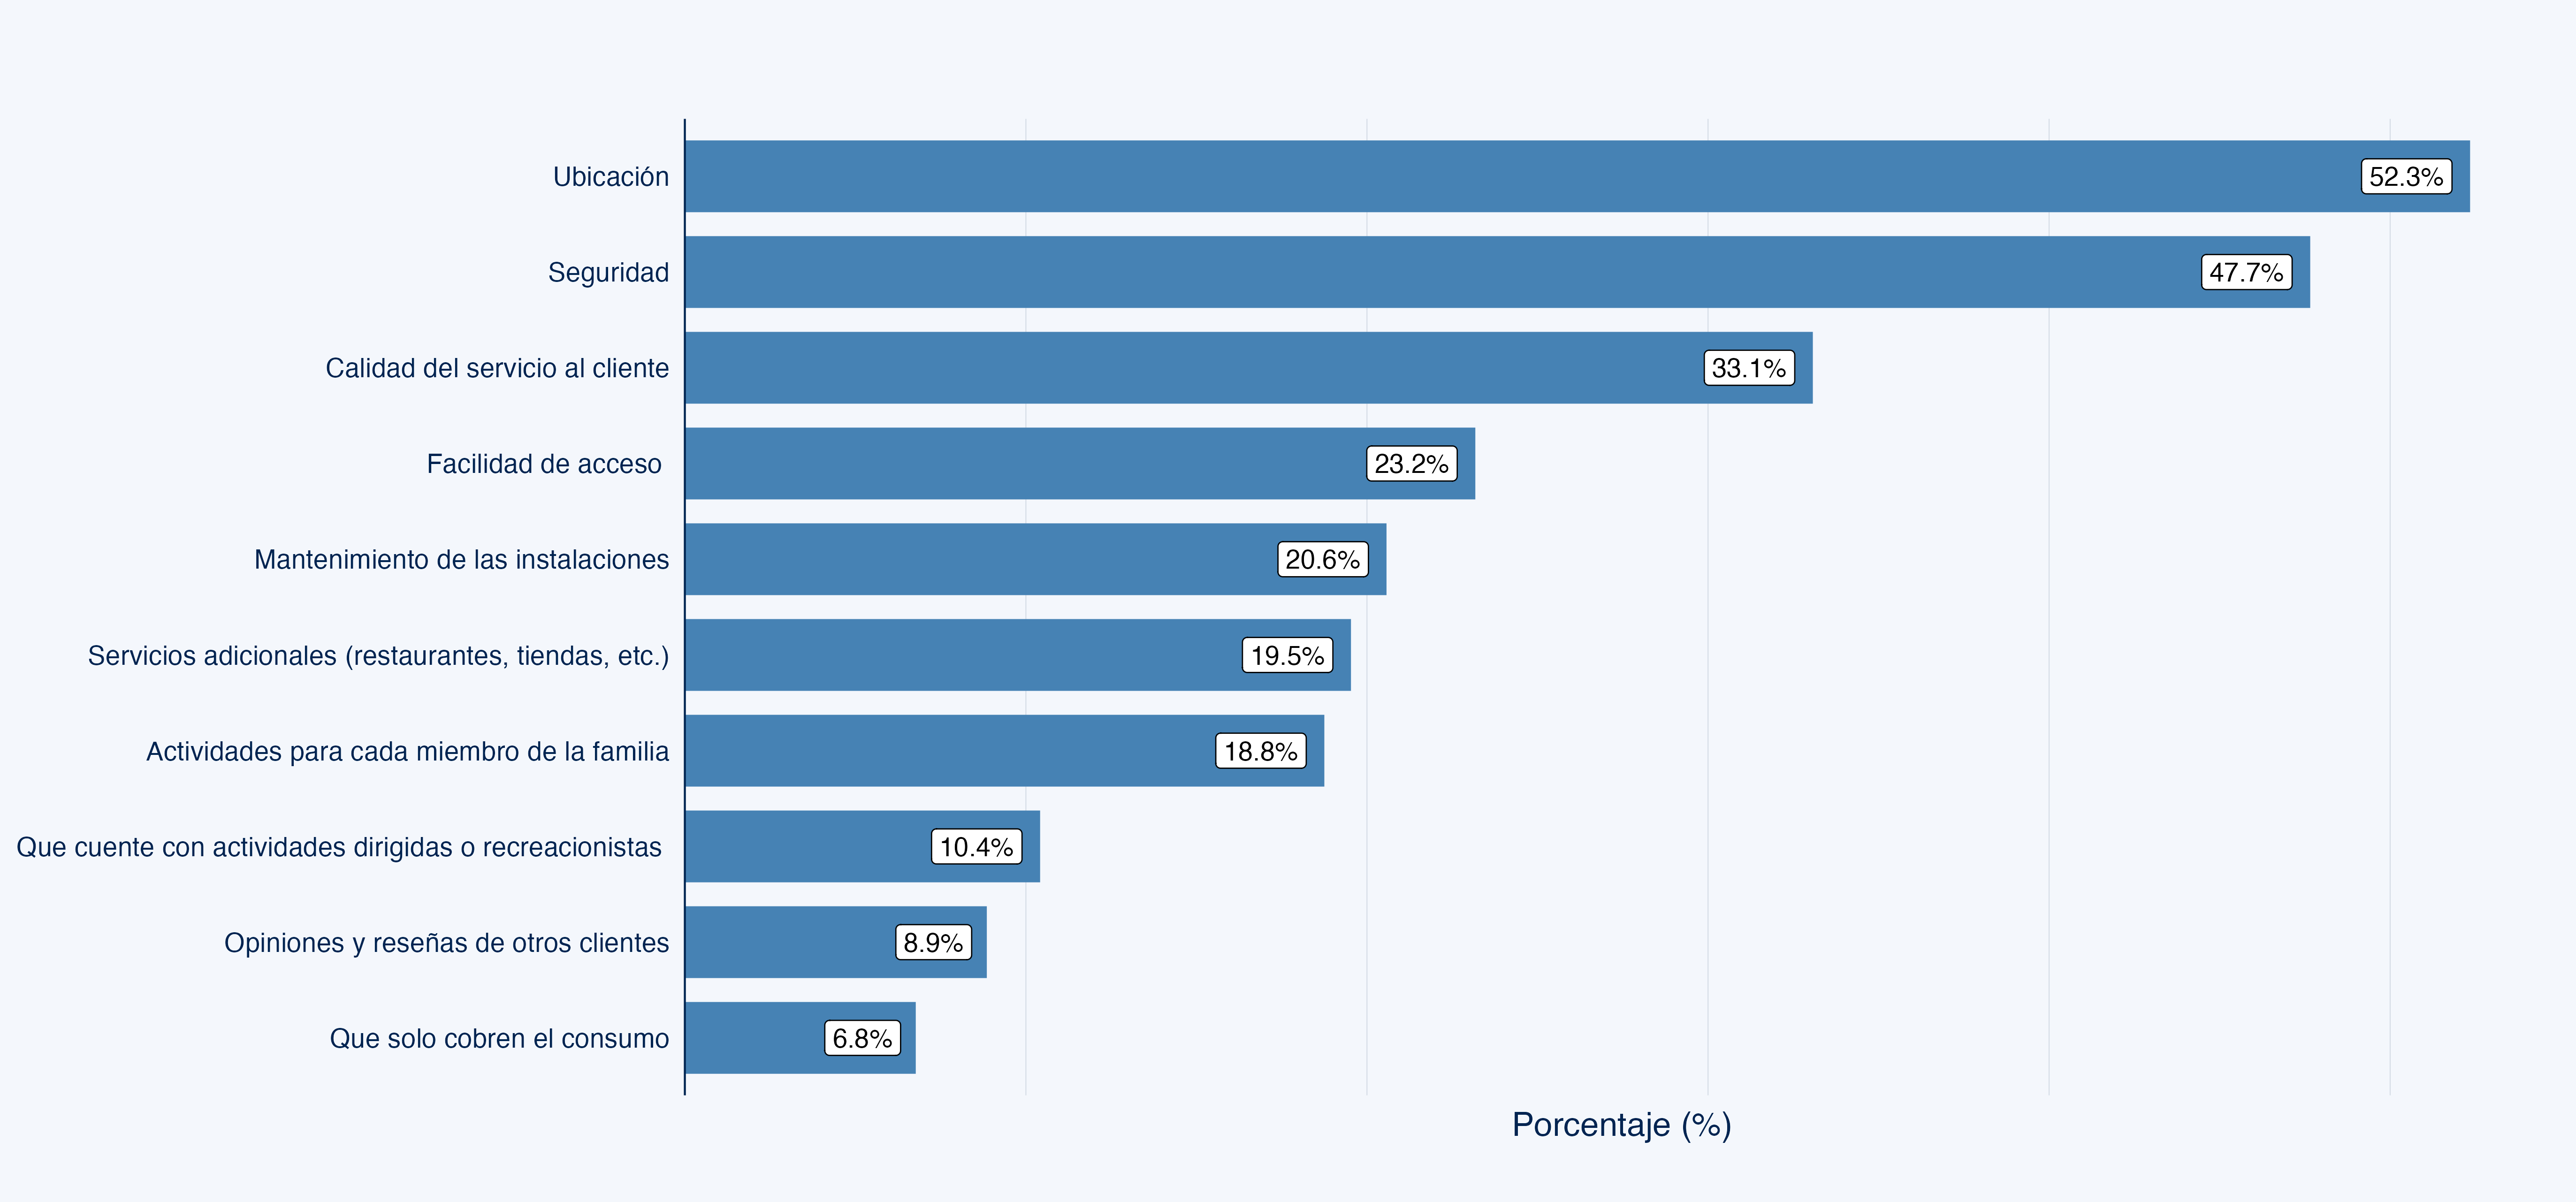 Ubicación 52.3%
Seguridad 47.7%
Calidad del servicio al cliente 33.1%
Facilidad de acceso 23.2%
Mantenimiento de las instalaciones 20.6%
Servicios adicionales (restaurantes, tiendas, etc.) 19.5%
Actividades para cada miembro de la familia 18.8%
Que cuente con actividades dirigidas o recreacionistas 10.4%
Opiniones y reseñas de otros clientes 8.9%
Que solo cobren el consumo 6.8%
Porcentaje (%)